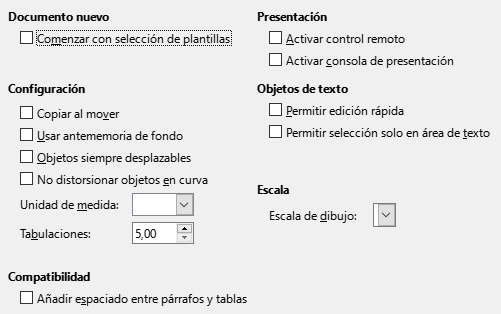 Documento nuevo
Comenzar con selección de plantillas
Presentación
Activar control remoto
Activar consola de presentación
Configuración
Copiar al mover
Usar antememoria de fondo
Objetos siempre desplazables
No distorsionar objetos en curva
Unidad de medida:
Tabulaciones: 5,00
Objetos de texto
Permitir edición rápida
Permitir selección solo en área de texto
Escala
Escala de dibujo:
Compatibilidad
Añadir espaciado entre párrafos y tablas